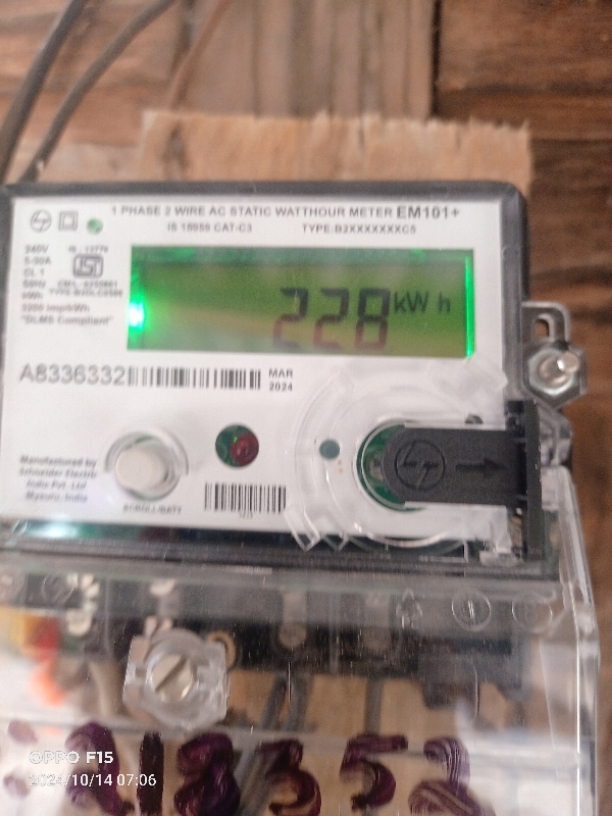 1 PHASE 2 WIRE AC STATIC WATTHOUR METER EM101+
IS 15959 CAT-C3 TYPE:B2XXXXXXXC5
240V
5-30A
CL 1
50Hz
kWh
"DLMS Compliant"
228 kW h
A8336332
MAR
2024
Manufactured by
Schneider Electric
India Pvt. Ltd
Mysuru, India
SCROLL/BATT
OPPO F15
2024/10/14 07:06